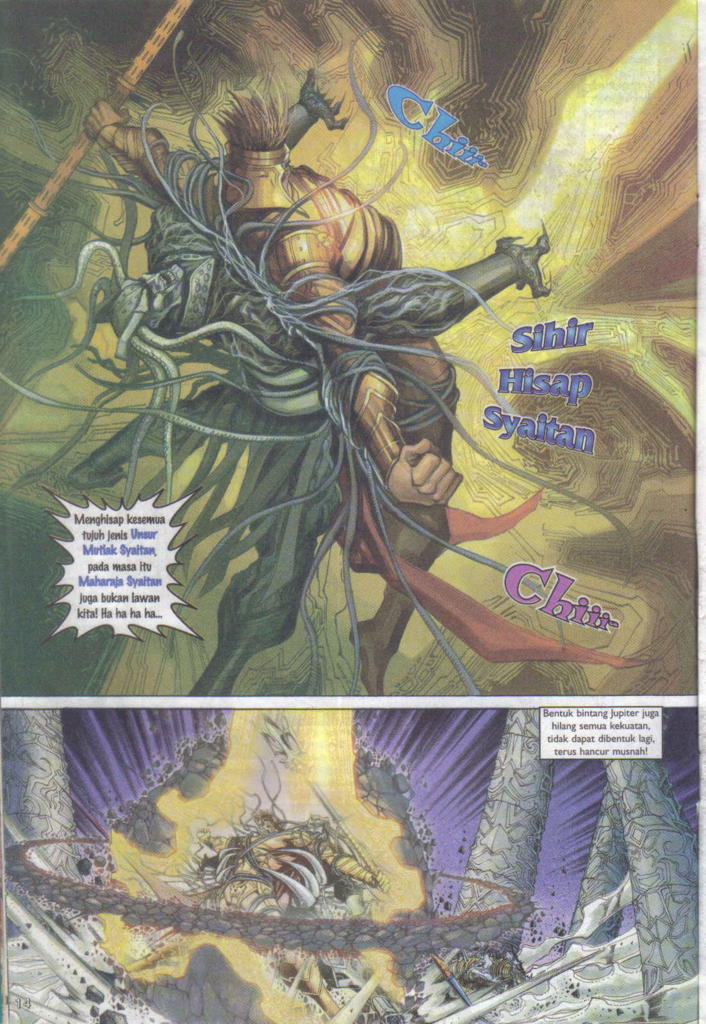 Chiii-
Sihir
Hisap
Syaitan
Menghisap kesemua
tujuh jenis Unsur
Mutlak Syaitan,
pada masa itu
Maharaja Syaitan
juga bukan lawan
kita! Ha ha ha ha...
Chiii-
Bentuk bintang Jupiter juga
hilang semua kekuatan,
tidak dapat dibentuk lagi,
terus hancur musnah!
14